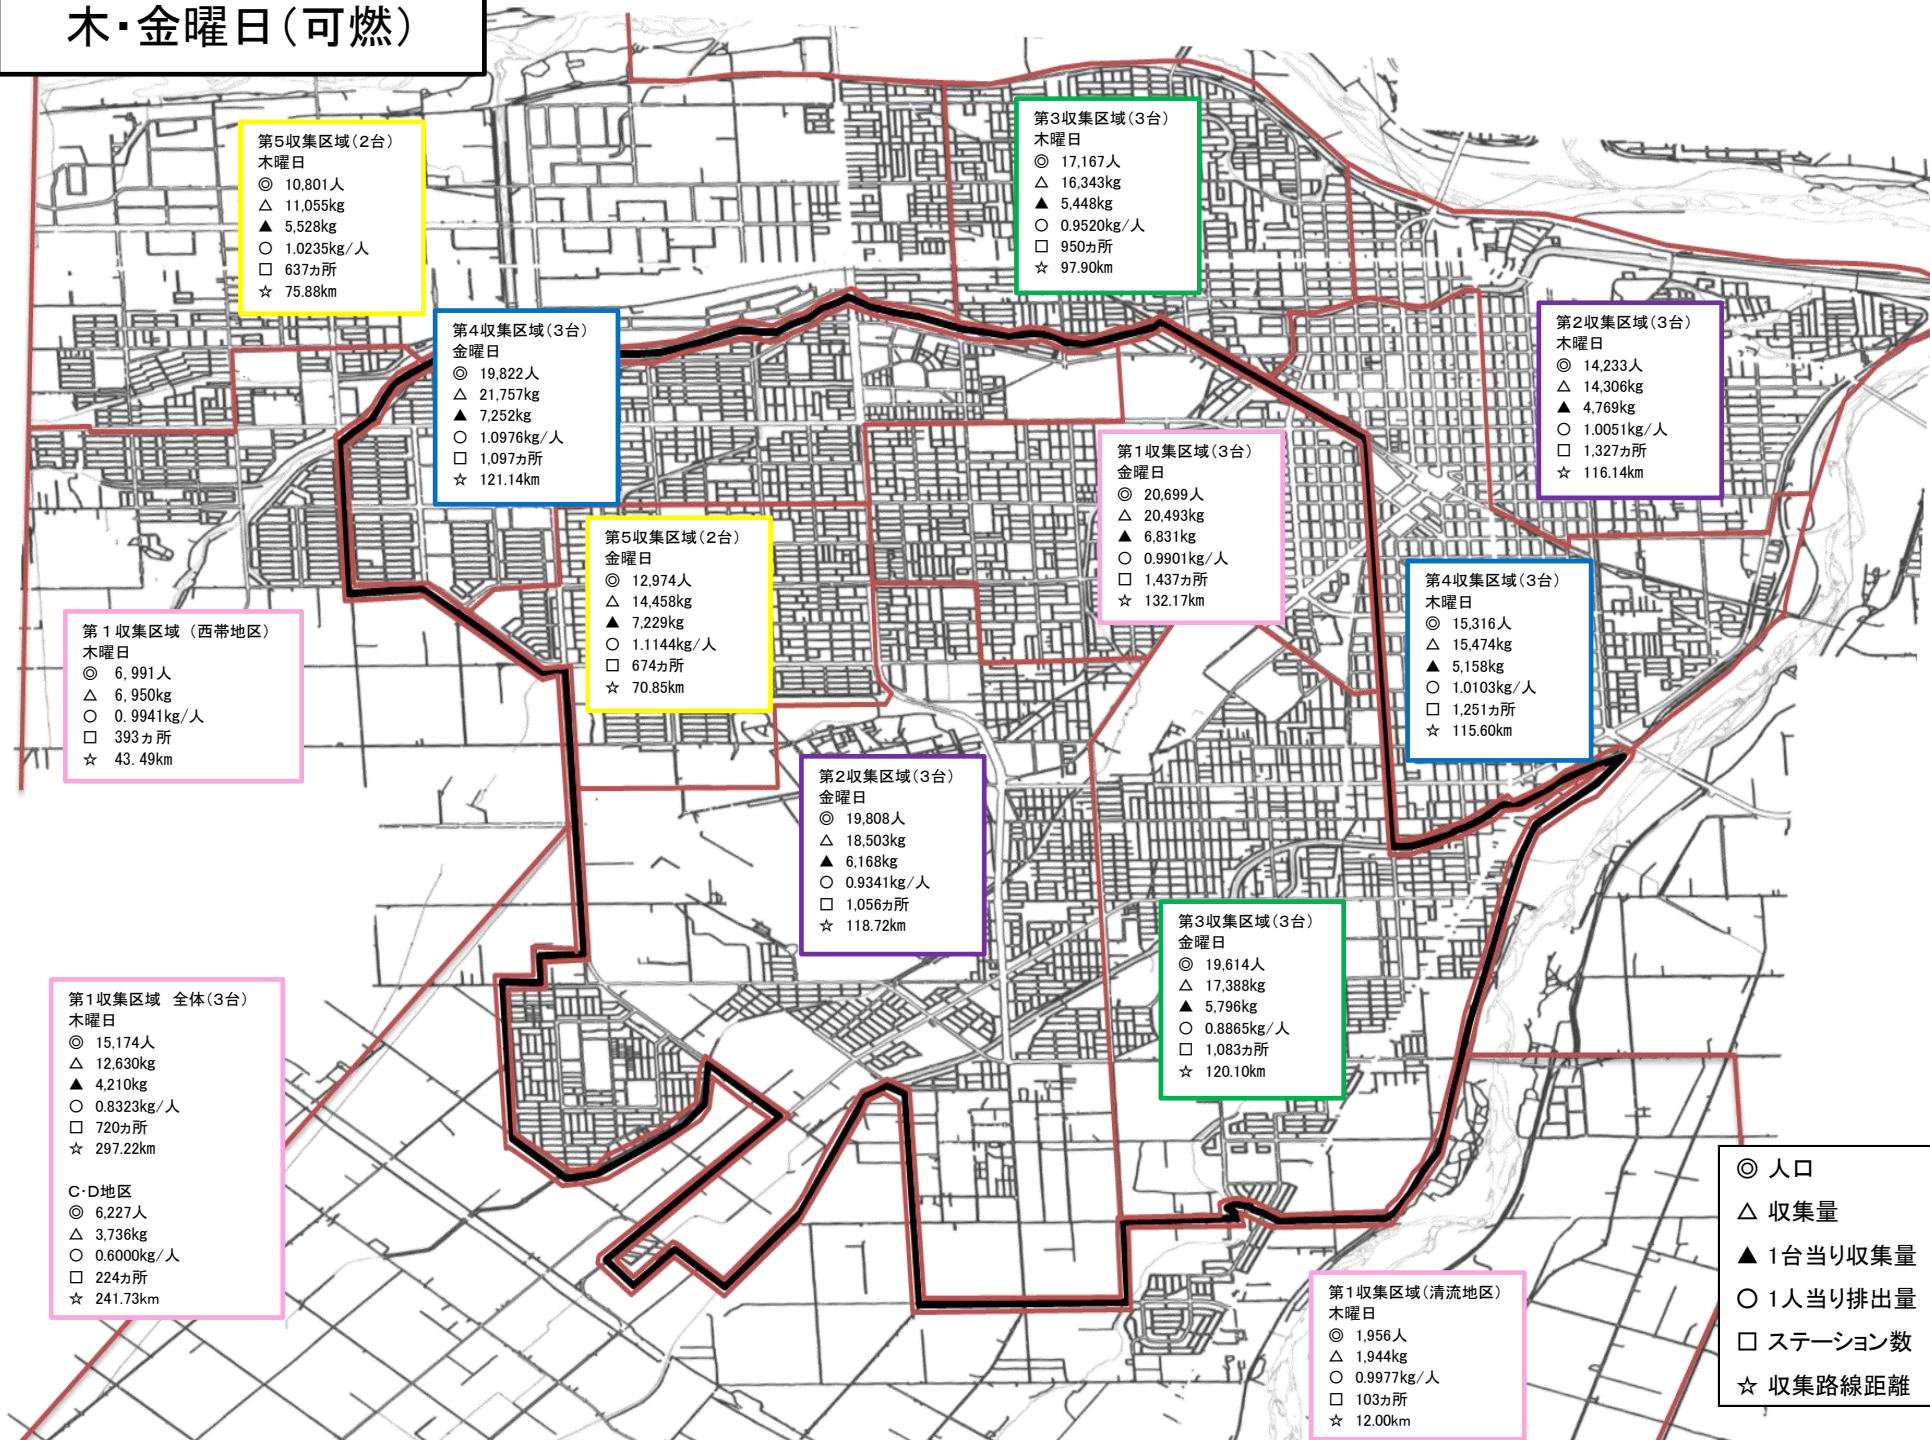 木・金曜日(可燃)
第5収集区域(2台)
木曜日
◎ 10,801人
△ 11,055kg
▲ 5,528kg
○ 1.0235kg/人
□ 637ヵ所
☆ 75.88km
第3収集区域(3台)
木曜日
◎ 17,167人
△ 16,343kg
▲ 5,448kg
○ 0.9520kg/人
□ 950ヵ所
☆ 97.90km
第4収集区域(3台)
金曜日
◎ 19,822人
△ 21,757kg
▲ 7,252kg
○ 1.0976kg/人
□ 1,097ヵ所
☆ 121.14km
第2収集区域(3台)
木曜日
◎ 14,233人
△ 14,306kg
▲ 4,769kg
○ 1.0051kg/人
□ 1,327ヵ所
☆ 116.14km
第1収集区域(3台)
金曜日
◎ 20,699人
△ 20,493kg
▲ 6,831kg
○ 0.9901kg/人
□ 1,437ヵ所
☆ 132.17km
第5収集区域(2台)
金曜日
◎ 12,974人
△ 14,458kg
▲ 7,229kg
○ 1.1144kg/人
□ 674ヵ所
☆ 70.85km
第4収集区域(3台)
木曜日
◎ 15,316人
△ 15,474kg
▲ 5,158kg
○ 1.0103kg/人
□ 1,251ヵ所
☆ 115.60km
第1収集区域 (西帯地区)
木曜日
◎ 6,991人
△ 6,950kg
○ 0.9941kg/人
□ 393ヵ所
☆ 43.49km
第2収集区域(3台)
金曜日
◎ 19,808人
△ 18,503kg
▲ 6,168kg
○ 0.9341kg/人
□ 1,056ヵ所
☆ 118.72km
第3収集区域(3台)
金曜日
◎ 19,614人
△ 17,388kg
▲ 5,796kg
○ 0.8865kg/人
□ 1,083ヵ所
☆ 120.10km
第1収集区域 全体(3台)
木曜日
◎ 15,174人
△ 12,630kg
▲ 4,210kg
○ 0.8323kg/人
□ 720ヵ所
☆ 297.22km
C・D地区
◎ 6,227人
△ 3,736kg
○ 0.6000kg/人
□ 224ヵ所
☆ 241.73km
第1収集区域(清流地区)
木曜日
◎ 1,956人
△ 1,944kg
○ 0.9977kg/人
□ 103ヵ所
☆ 12.00km
◎ 人口
△ 収集量
▲ 1台当り収集量
○ 1人当り排出量
□ ステーション数
☆ 収集路線距離